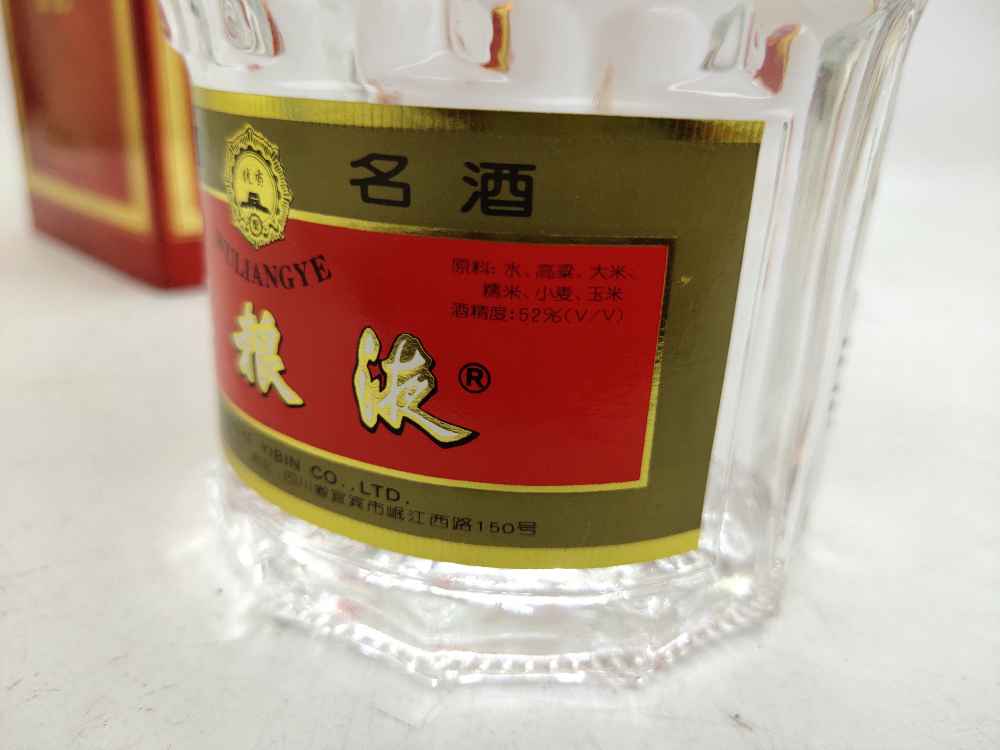 名酒
WULIANGYE
原料:水、高粱、大米、
糯米、小麦、玉米
酒精度:52%(V/V)
粮液®
YIBIN CO.,LTD.
四川省宜宾市岷江西路150号